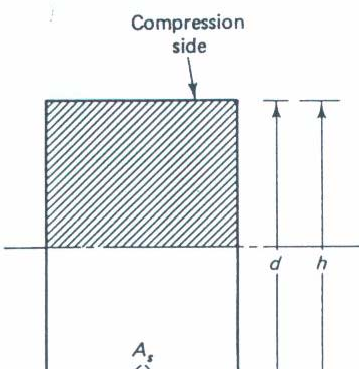 Compression
side
d
h
A_s